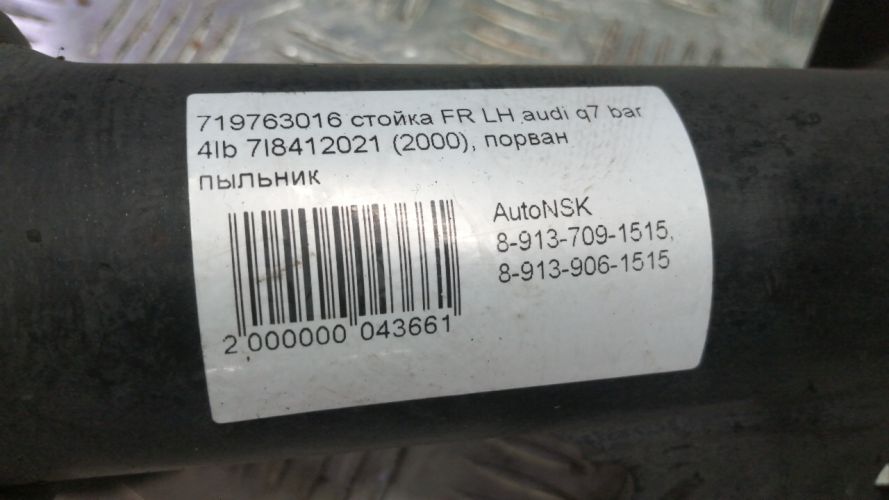 719763016 стойка FR LH audi q7 bar
4lb 7l8412021 (2000), порван
пыльник
AutoNSK
8-913-709-1515,
8-913-906-1515
2 000000 043661